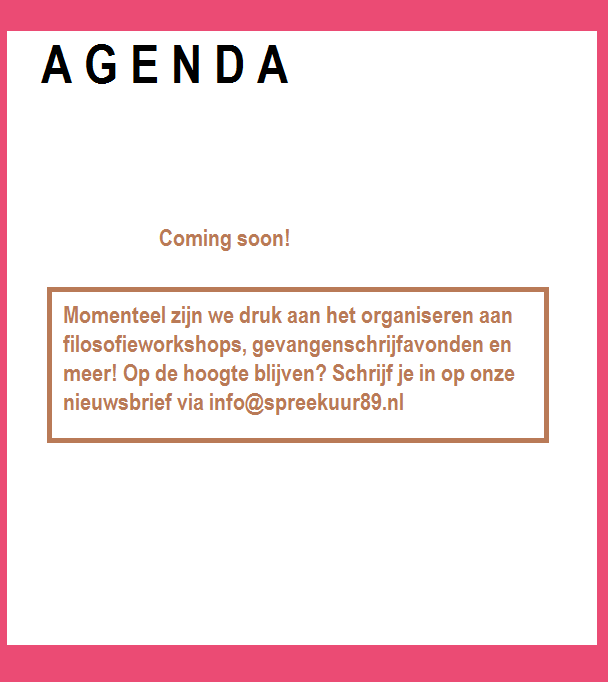 AGENDA
Coming soon!
Momenteel zijn we druk aan het organiseren aan
filosofieworkshops, gevangenschrijfavonden en
meer! Op de hoogte blijven? Schrijf je in op onze
nieuwsbrief via info@spreekuur89.nl